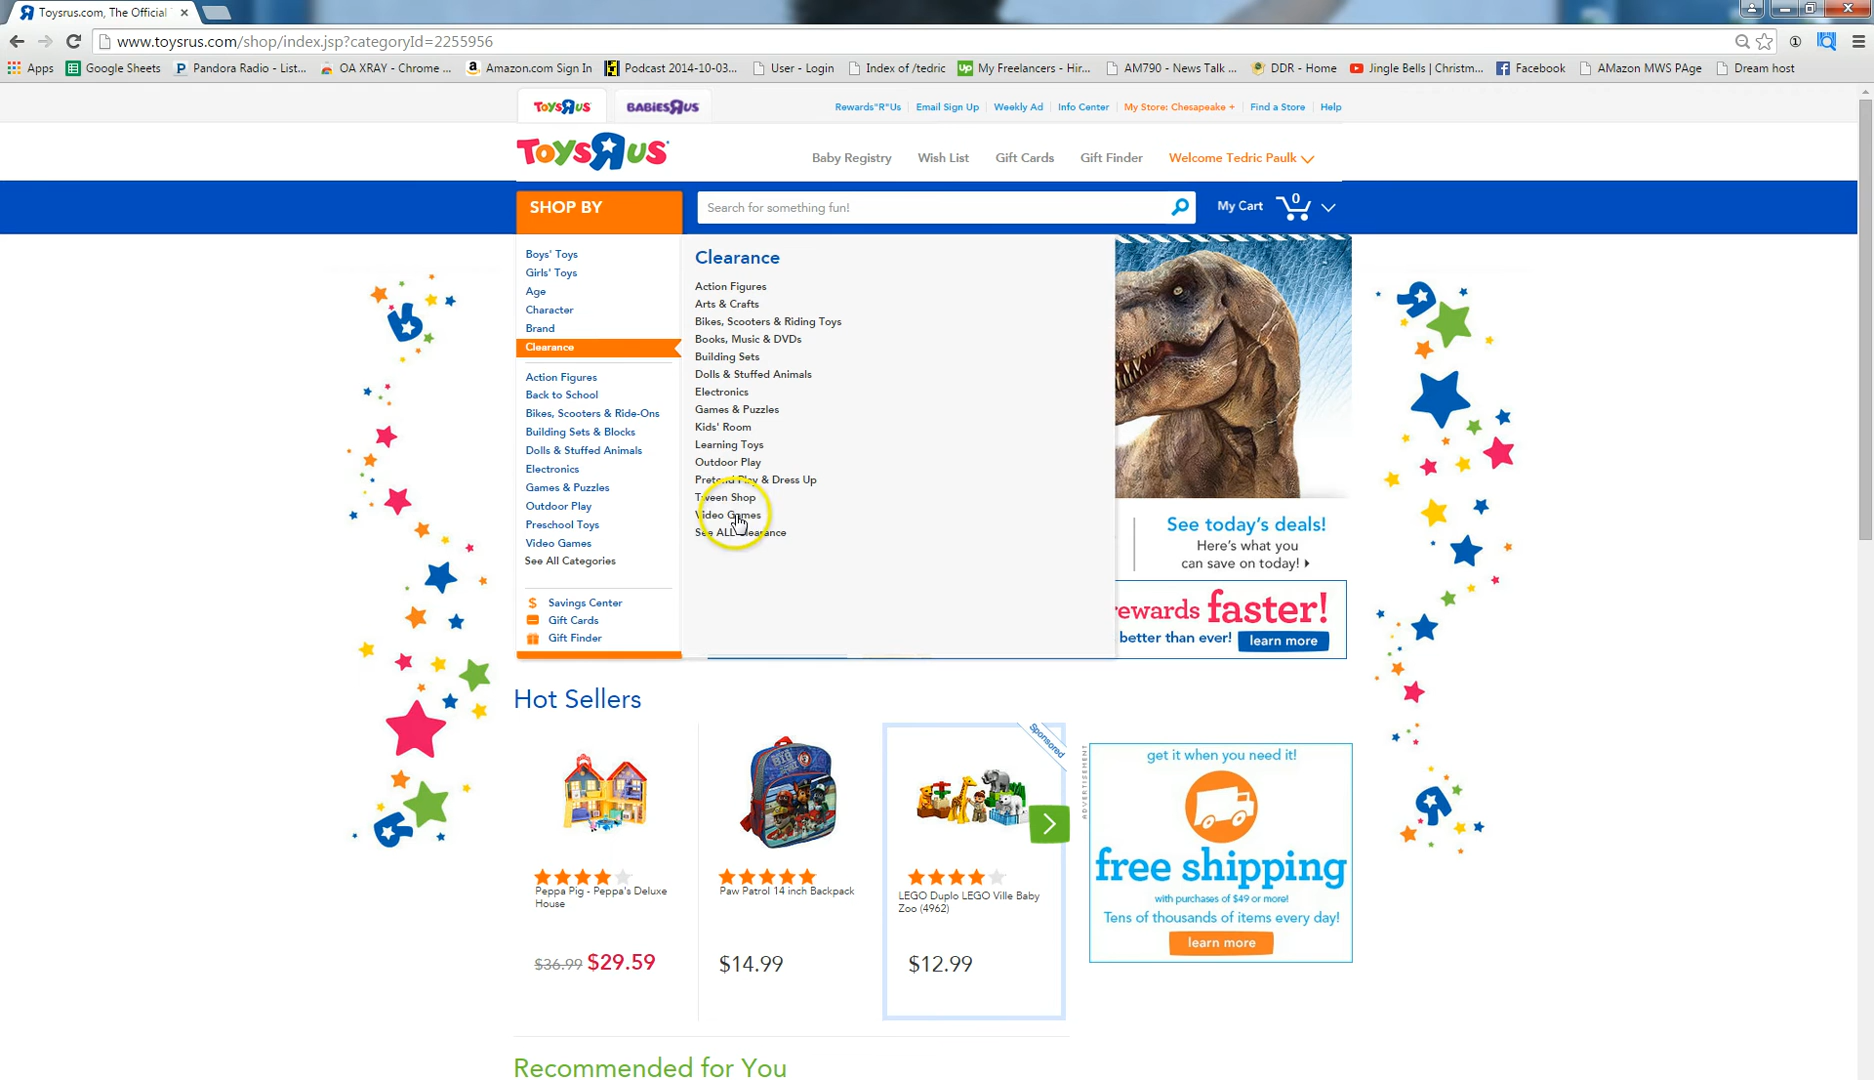 Toysrus.com, The Official
www.toysrus.com/shop/index.jsp?categoryId=2255956
Apps Google Sheets Pandora Radio - List... OA XRAY - Chrome ... Amazon.com Sign In Podcast 2014-10-03... User - Login Index of /tedric My Freelancers - Hir... AM790 - News Talk ... DDR - Home Jingle Bells | Christm... Facebook AMazon MWS PAge Dream host
TOYSRUS BABIESRUS Rewards"R"Us Email Sign Up Weekly Ad Info Center My Store: Chesapeake + Find a Store Help
TOYSRUS Baby Registry Wish List Gift Cards Gift Finder Welcome Tedric Paulk
SHOP BY Search for something fun! My Cart 0
Boys' Toys
Girls' Toys
Age
Character
Brand
Clearance
Action Figures
Back to School
Bikes, Scooters & Ride-Ons
Building Sets & Blocks
Dolls & Stuffed Animals
Electronics
Games & Puzzles
Outdoor Play
Preschool Toys
Video Games
See All Categories
$ Savings Center
Gift Cards
Gift Finder
Clearance
Action Figures
Arts & Crafts
Bikes, Scooters & Riding Toys
Books, Music & DVDs
Building Sets
Dolls & Stuffed Animals
Electronics
Games & Puzzles
Kids' Room
Learning Toys
Outdoor Play
Pretend Play & Dress Up
Tween Shop
Video Games
See ALL Clearance
See today's deals!
Here's what you
can save on today!
rewards faster!
better than ever! learn more
Hot Sellers
Sponsored
Peppa Pig - Peppa's Deluxe
House
$36.99 $29.59
Paw Patrol 14 inch Backpack
$14.99
LEGO Duplo LEGO Ville Baby
Zoo (4962)
$12.99
ADVERTISEMENT
get it when you need it!
free shipping
with purchases of $49 or more!
Tens of thousands of items every day!
learn more
Recommended for You